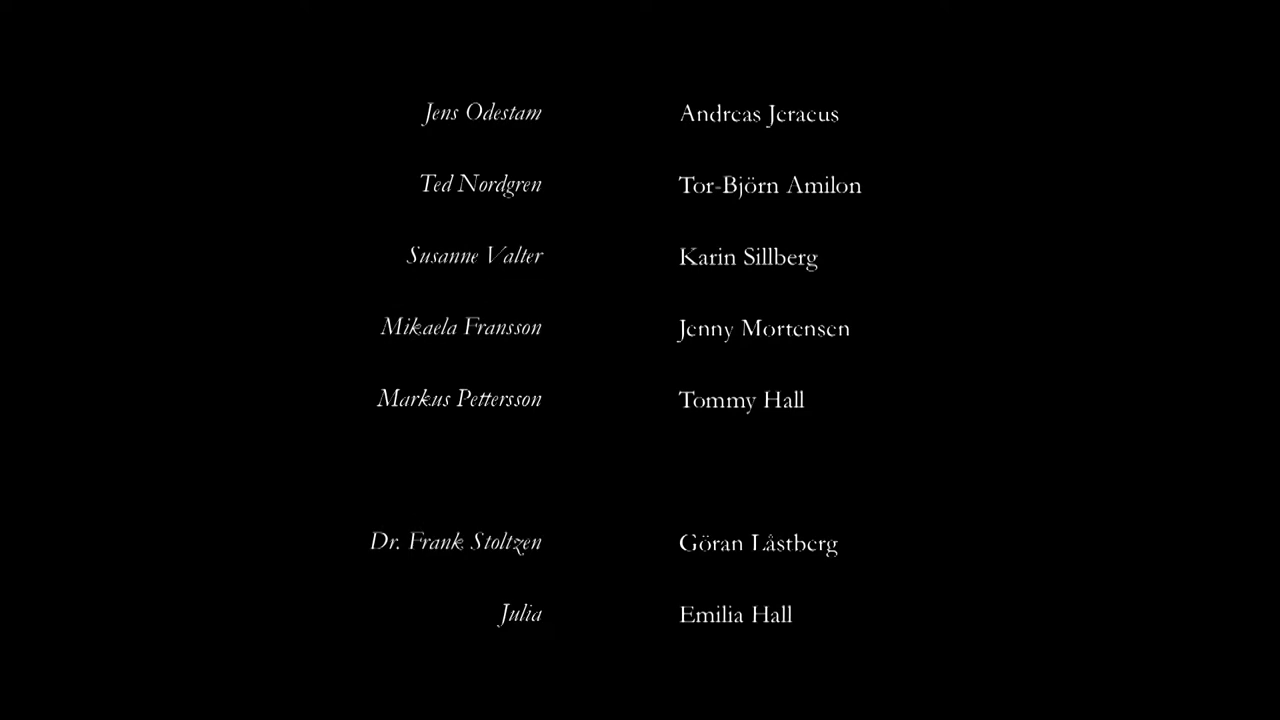 Jens Odestam Andreas Jeraeus
Ted Nordgren Tor-Björn Amilon
Susanne Valter Karin Sillberg
Mikaela Fransson Jenny Mortensen
Markus Pettersson Tommy Hall
Dr. Frank Stoltzen Göran Låstberg
Julia Emilia Hall